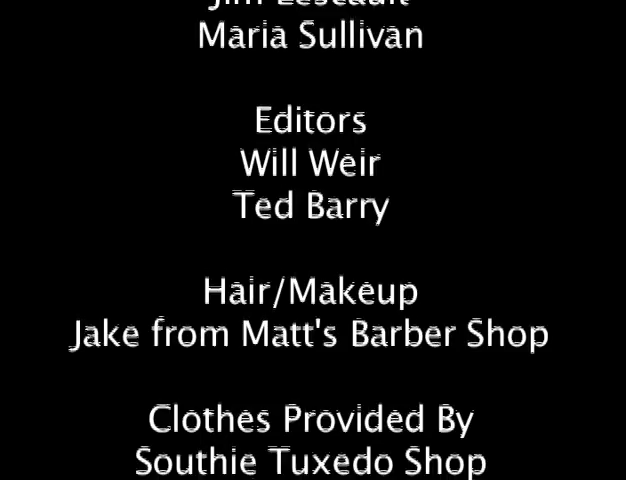 Maria Sullivan
Editors
Will Weir
Ted Barry
Hair/Makeup
Jake from Matt's Barber Shop
Clothes Provided By
Southie Tuxedo Shop